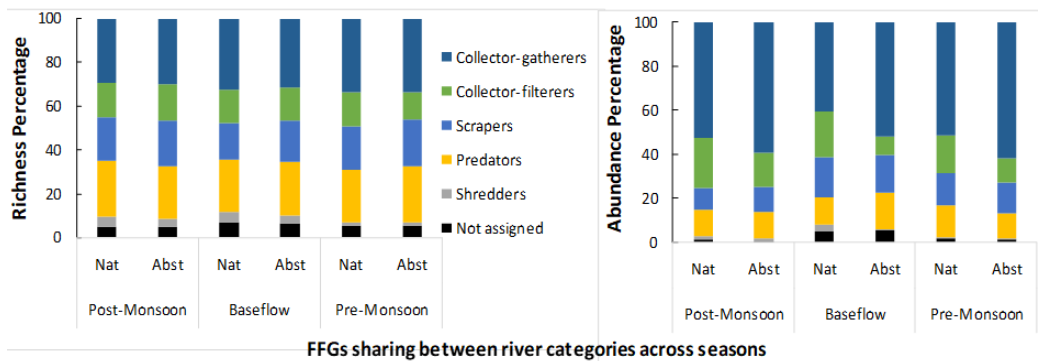 Richness Percentage
100
80
60
40
20
0
Nat Abst Nat Abst Nat Abst
Post-Monsoon Baseflow Pre-Monsoon
Collector-gatherers
Collector-filterers
Scrapers
Predators
Shredders
Not assigned
Abundance Percentage
100
80
60
40
20
0
Nat Abst Nat Abst Nat Abst
Post-Monsoon Baseflow Pre-Monsoon
FFGs sharing between river categories across seasons